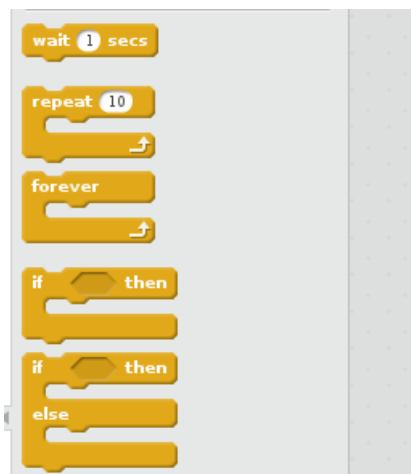 wait 1 secs
repeat 10
forever
if then
if then
else